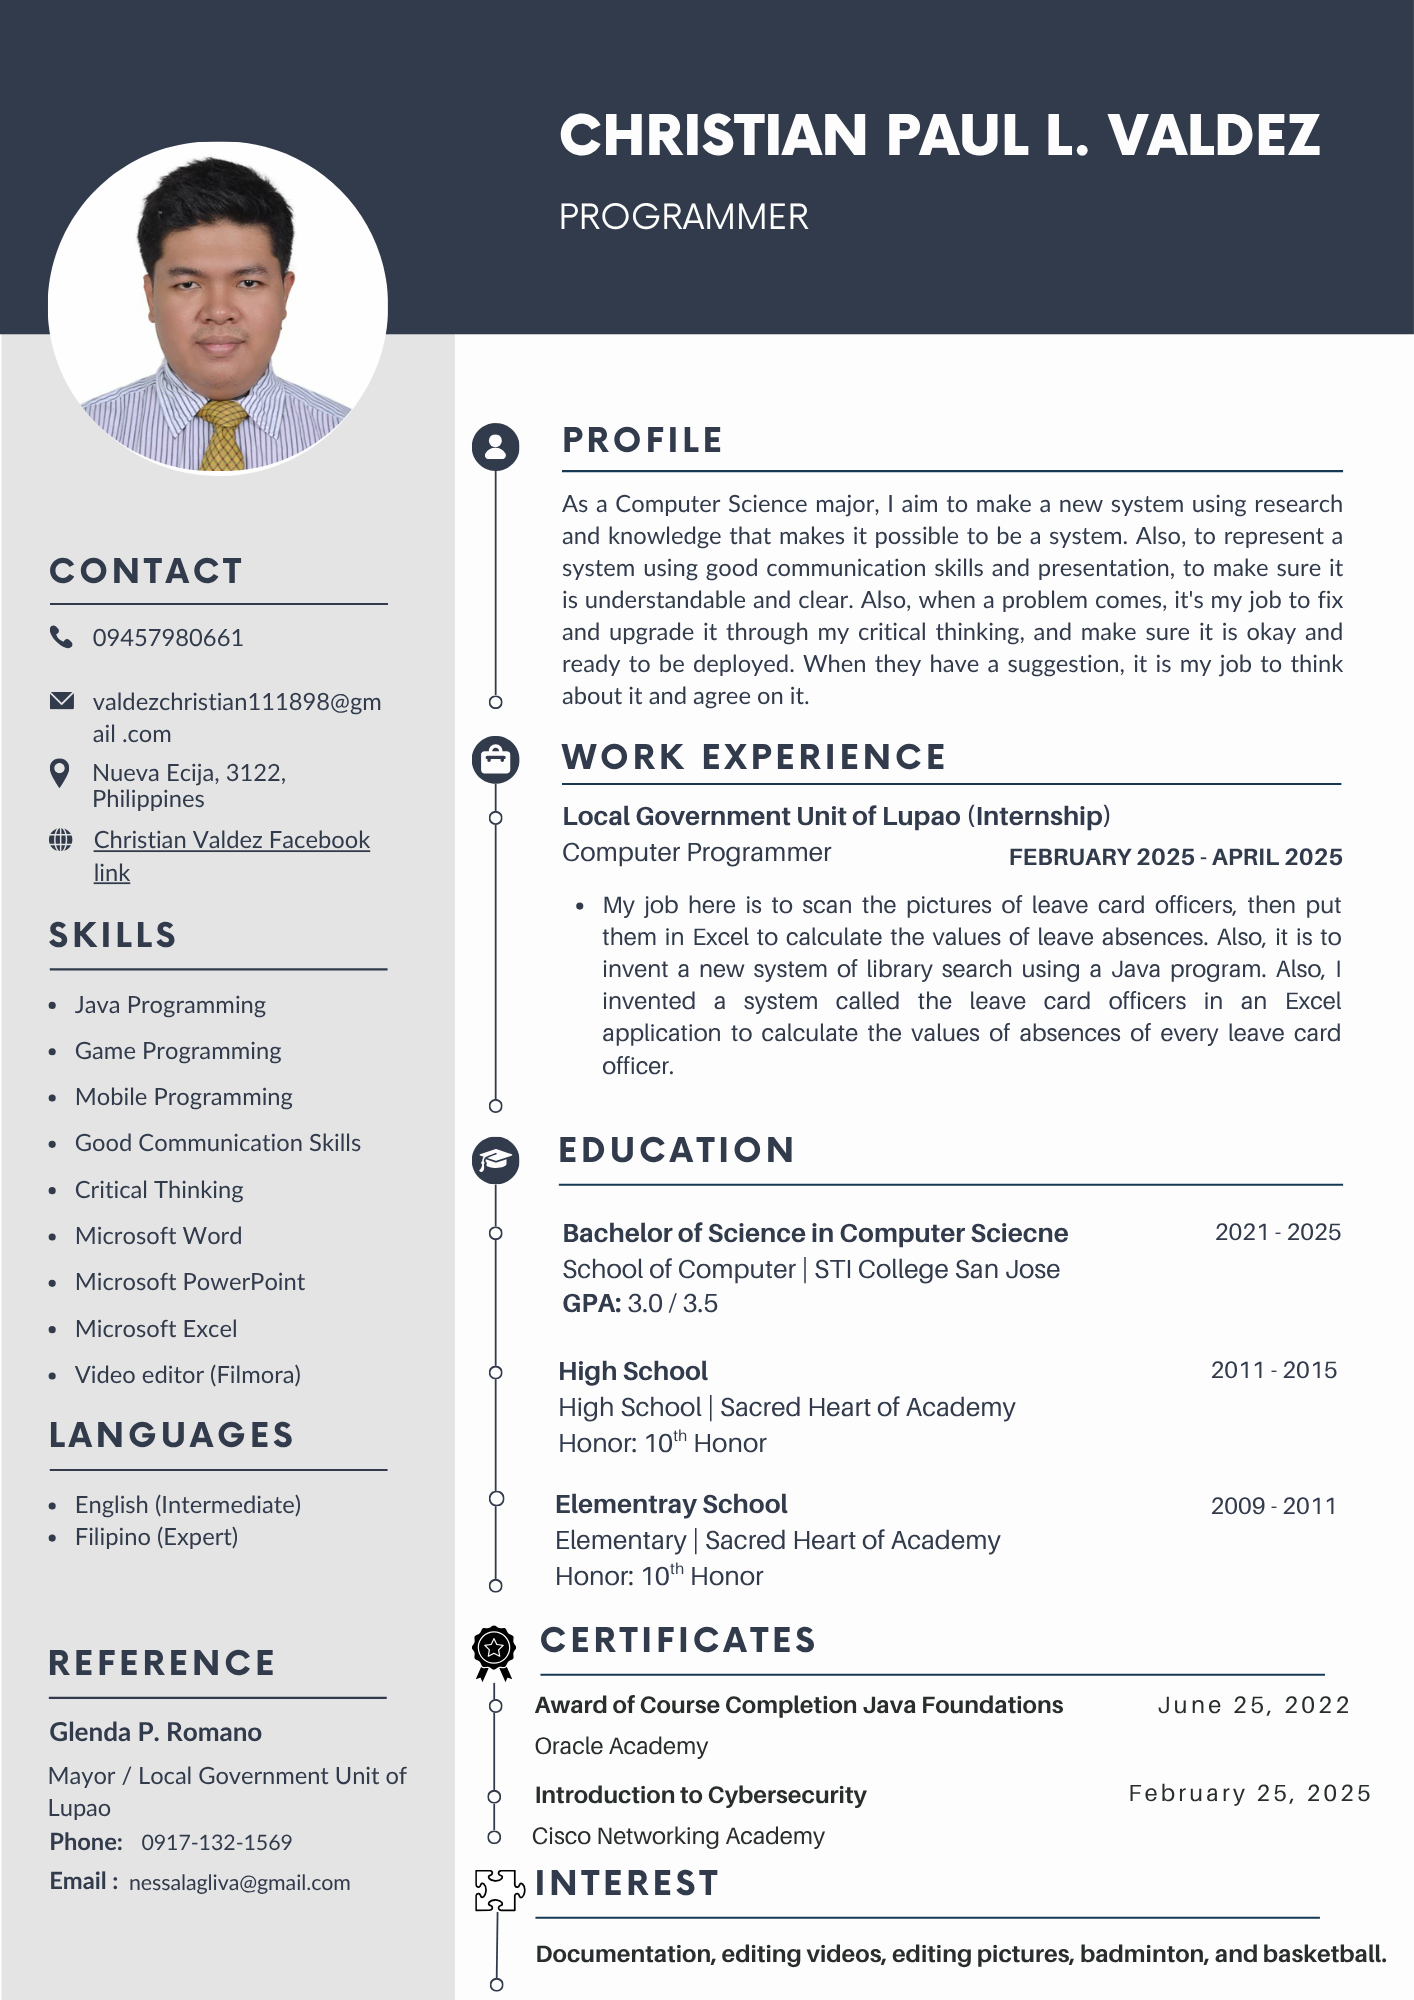 CHRISTIAN PAUL L. VALDEZ
PROGRAMMER
CONTACT
09457980661
valdezchristian111898@gm
ail .com
Nueva Ecija, 3122,
Philippines
Christian Valdez Facebook
link
SKILLS
• Java Programming
• Game Programming
• Mobile Programming
• Good Communication Skills
• Critical Thinking
• Microsoft Word
• Microsoft PowerPoint
• Microsoft Excel
• Video editor (Filmora)
LANGUAGES
• English (Intermediate)
• Filipino (Expert)
REFERENCE
Glenda P. Romano
Mayor / Local Government Unit of
Lupao
Phone: 0917-132-1569
Email : nessalagliva@gmail.com
PROFILE
As a Computer Science major, I aim to make a new system using research
and knowledge that makes it possible to be a system. Also, to represent a
system using good communication skills and presentation, to make sure it
is understandable and clear. Also, when a problem comes, it's my job to fix
and upgrade it through my critical thinking, and make sure it is okay and
ready to be deployed. When they have a suggestion, it is my job to think
about it and agree on it.
WORK EXPERIENCE
Local Government Unit of Lupao (Internship)
Computer Programmer FEBRUARY 2025 - APRIL 2025
• My job here is to scan the pictures of leave card officers, then put
them in Excel to calculate the values of leave absences. Also, it is to
invent a new system of library search using a Java program. Also, I
invented a system called the leave card officers in an Excel
application to calculate the values of absences of every leave card
officer.
EDUCATION
Bachelor of Science in Computer Sciecne 2021 - 2025
School of Computer | STI College San Jose
GPA: 3.0 / 3.5
High School 2011 - 2015
High School | Sacred Heart of Academy
Honor: 10th Honor
Elementray School 2009 - 2011
Elementary | Sacred Heart of Academy
Honor: 10th Honor
CERTIFICATES
Award of Course Completion Java Foundations June 25, 2022
Oracle Academy
Introduction to Cybersecurity February 25, 2025
Cisco Networking Academy
INTEREST
Documentation, editing videos, editing pictures, badminton, and basketball.